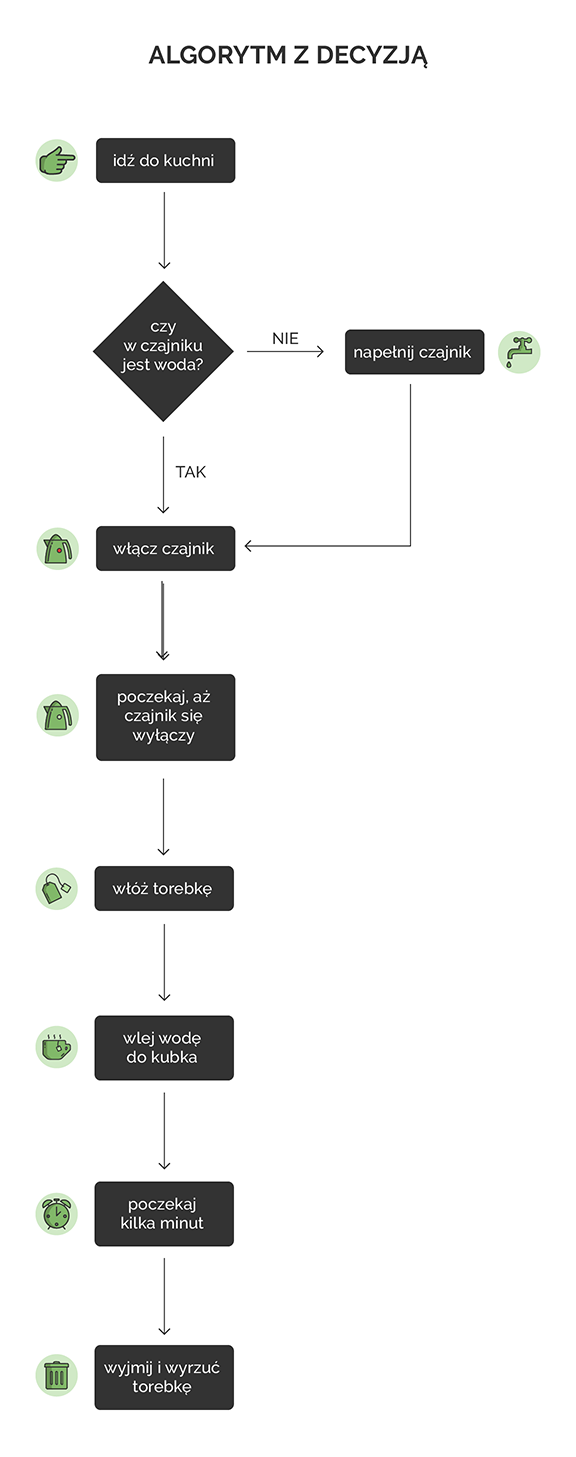 ALGORYTM Z DECYZJĄ
idź do kuchni
czy
w czajniku
jest woda?
NIE
napełnij czajnik
TAK
włącz czajnik
poczekaj, aż
czajnik się
wyłączy
włóż torebkę
wlej wodę
do kubka
poczekaj
kilka minut
wyjmij i wyrzuć
torebkę